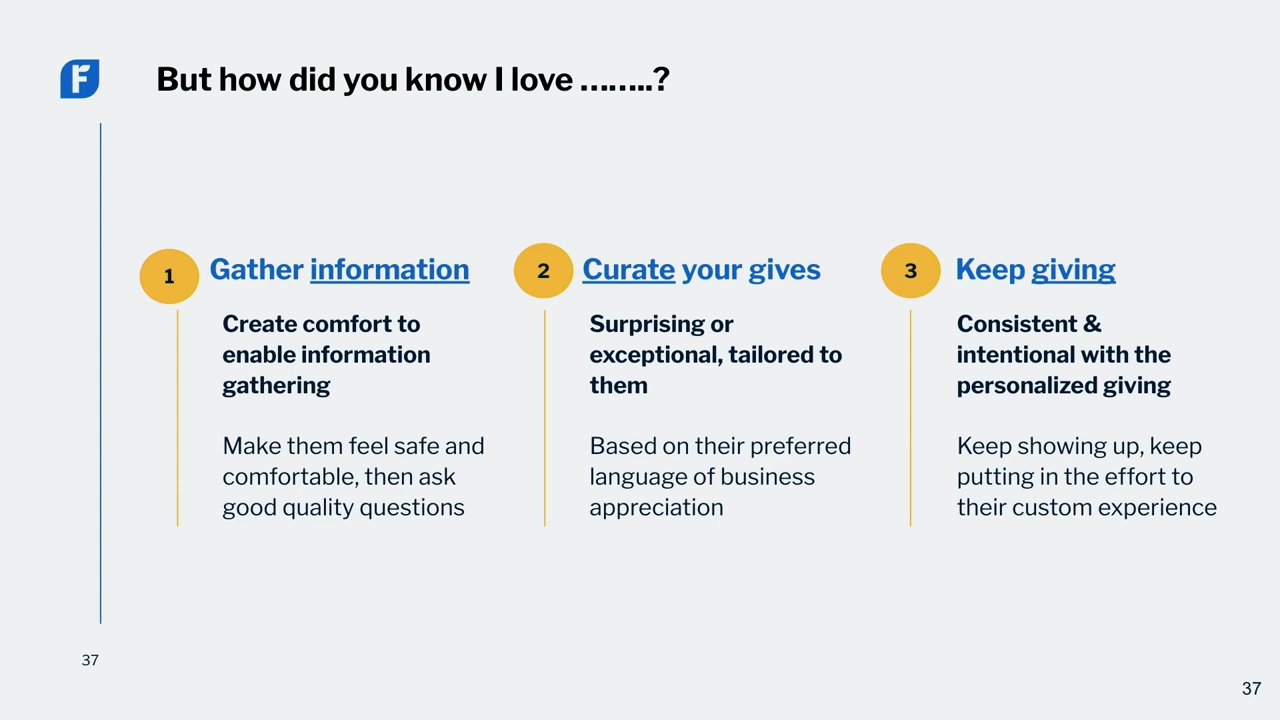 F
But how did you know I love ……..?
1
Gather information
Create comfort to
enable information
gathering
Make them feel safe and
comfortable, then ask
good quality questions
2
Curate your gives
Surprising or
exceptional, tailored to
them
Based on their preferred
language of business
appreciation
3
Keep giving
Consistent &
intentional with the
personalized giving
Keep showing up, keep
putting in the effort to
their custom experience
37
37